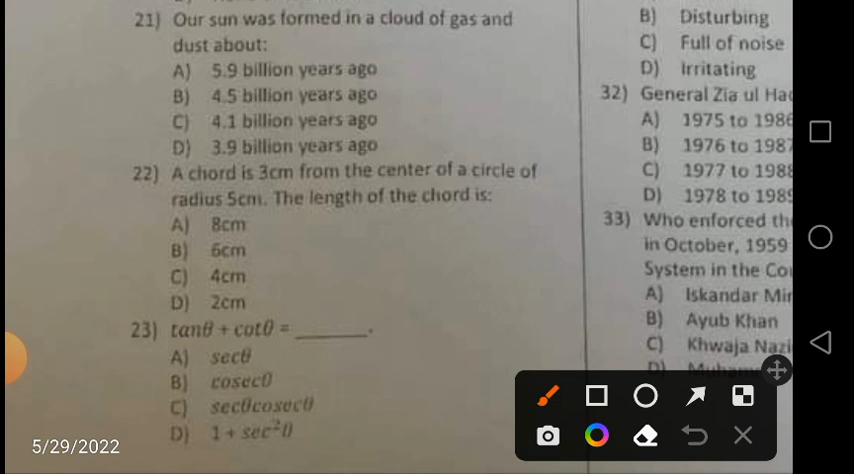 21) Our sun was formed in a cloud of gas and
dust about:
A) 5.9 billion years ago
B) 4.5 billion years ago
C) 4.1 billion years ago
D) 3.9 billion years ago
22) A chord is 3cm from the center of a circle of
radius 5cm. The length of the chord is:
A) 8cm
B) 6cm
C) 4cm
D) 2cm
23) tanθ + cotθ = ________.
A) secθ
B) cosecθ
C) secθcosecθ
D) 1 + sec²θ
B) Disturbing
C) Full of noise
D) Irritating
32) General Zia ul
A) 1975 to 1986
B) 1976 to 1987
C) 1977 to 1988
D) 1978 to 1989
33) Who enforced
in October, 1959
System in the
A) Iskandar
B) Ayub Khan
C) Khwaja
D)
5/29/2022